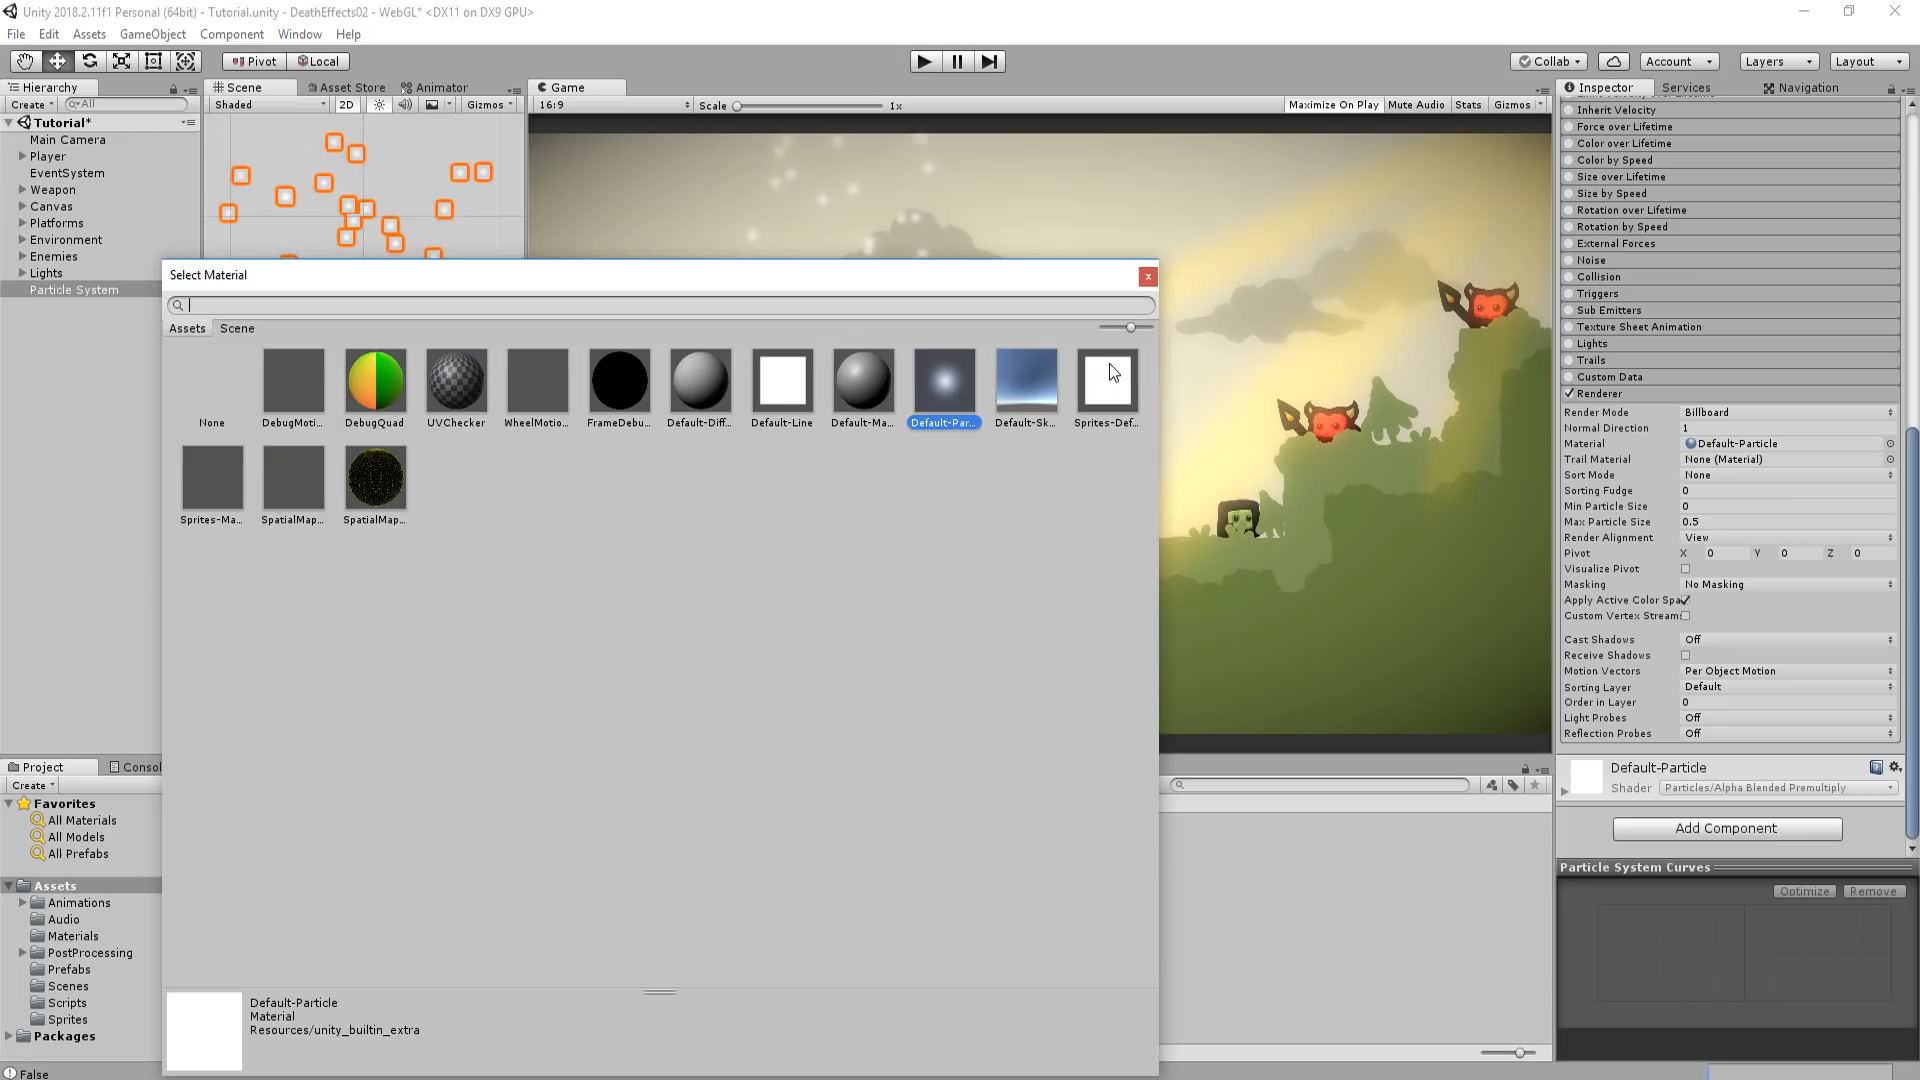 Unity 2018.2.11f1 Personal (64bit) - Tutorial.unity - DeathEffects02 - WebGL* <DX11 on DX9 GPU>
File Edit Assets GameObject Component Window Help
Pivot Local Collab Account Layers Layout
Hierarchy Scene Asset Store Animator Game Inspector Services Navigation
Create All Shaded 2D Gizmos 16:9 Scale 1x Maximize On Play Mute Audio Stats Gizmos
Tutorial*
Main Camera
Player
EventSystem
Weapon
Canvas
Platforms
Environment
Enemies
Lights
Particle System
Select Material
Assets Scene
None DebugMoti... DebugQuad UVChecker WheelMotio... FrameDebu... Default-Diff... Default-Line Default-Ma... Default-Par... Default-Sk... Sprites-Def...
Sprites-Ma... SpatialMap... SpatialMap...
Default-Particle
Material
Resources/unity_builtin_extra
Inherit Velocity
Force over Lifetime
Color over Lifetime
Color by Speed
Size over Lifetime
Size by Speed
Rotation over Lifetime
Rotation by Speed
External Forces
Noise
Collision
Triggers
Sub Emitters
Texture Sheet Animation
Lights
Trails
Custom Data
Renderer
Render Mode Billboard
Normal Direction 1
Material Default-Particle
Trail Material None (Material)
Sort Mode None
Sorting Fudge 0
Min Particle Size 0
Max Particle Size 0.5
Render Alignment View
Pivot X 0 Y 0 Z 0
Visualize Pivot
Masking No Masking
Apply Active Color Spa
Custom Vertex Stream
Cast Shadows Off
Receive Shadows
Motion Vectors Per Object Motion
Sorting Layer Default
Order in Layer 0
Light Probes Off
Reflection Probes Off
Default-Particle
Shader Particles/Alpha Blended Premultiply
Add Component
Particle System Curves
Optimize Remove
Project Consol
Create
Favorites
All Materials
All Models
All Prefabs
Assets
Animations
Audio
Materials
PostProcessing
Prefabs
Scenes
Scripts
Sprites
Packages
False